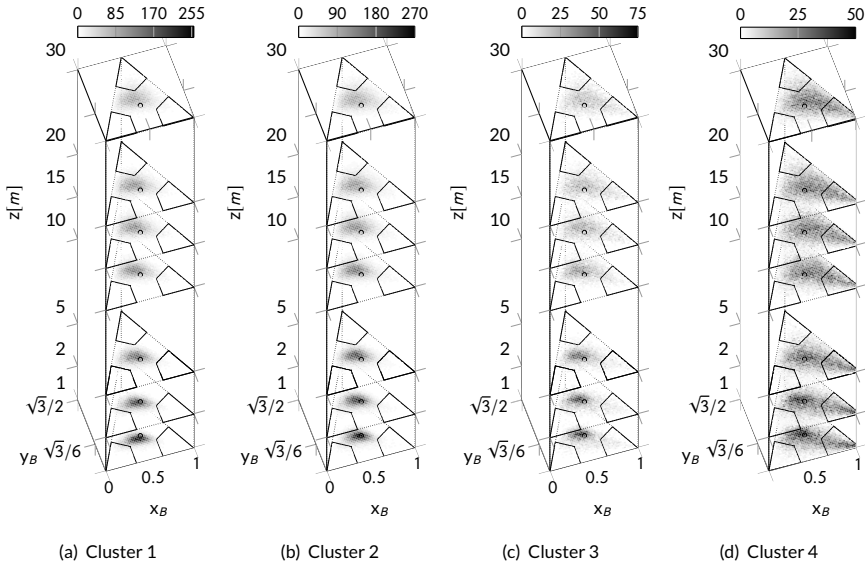 0 85 170 255
0 90 180 270
0 25 50 75
0 25 50
30
20
15
10
z[m]
5
2
1
√3/2
y_B √3/6
0 0.5 1
x_B
30
20
15
10
z[m]
5
2
1
√3/2
y_B √3/6
0 0.5 1
x_B
30
20
15
10
z[m]
5
2
1
√3/2
y_B √3/6
0 0.5 1
x_B
30
20
15
10
z[m]
5
2
1
√3/2
y_B √3/6
0.5 1
x_B
(a) Cluster 1
(b) Cluster 2
(c) Cluster 3
(d) Cluster 4